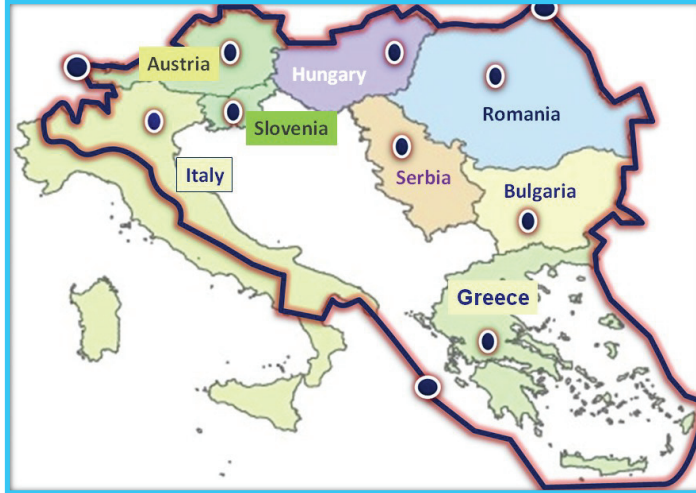 Austria
Hungary
Romania
Slovenia
Serbia
Italy
Bulgaria
Greece